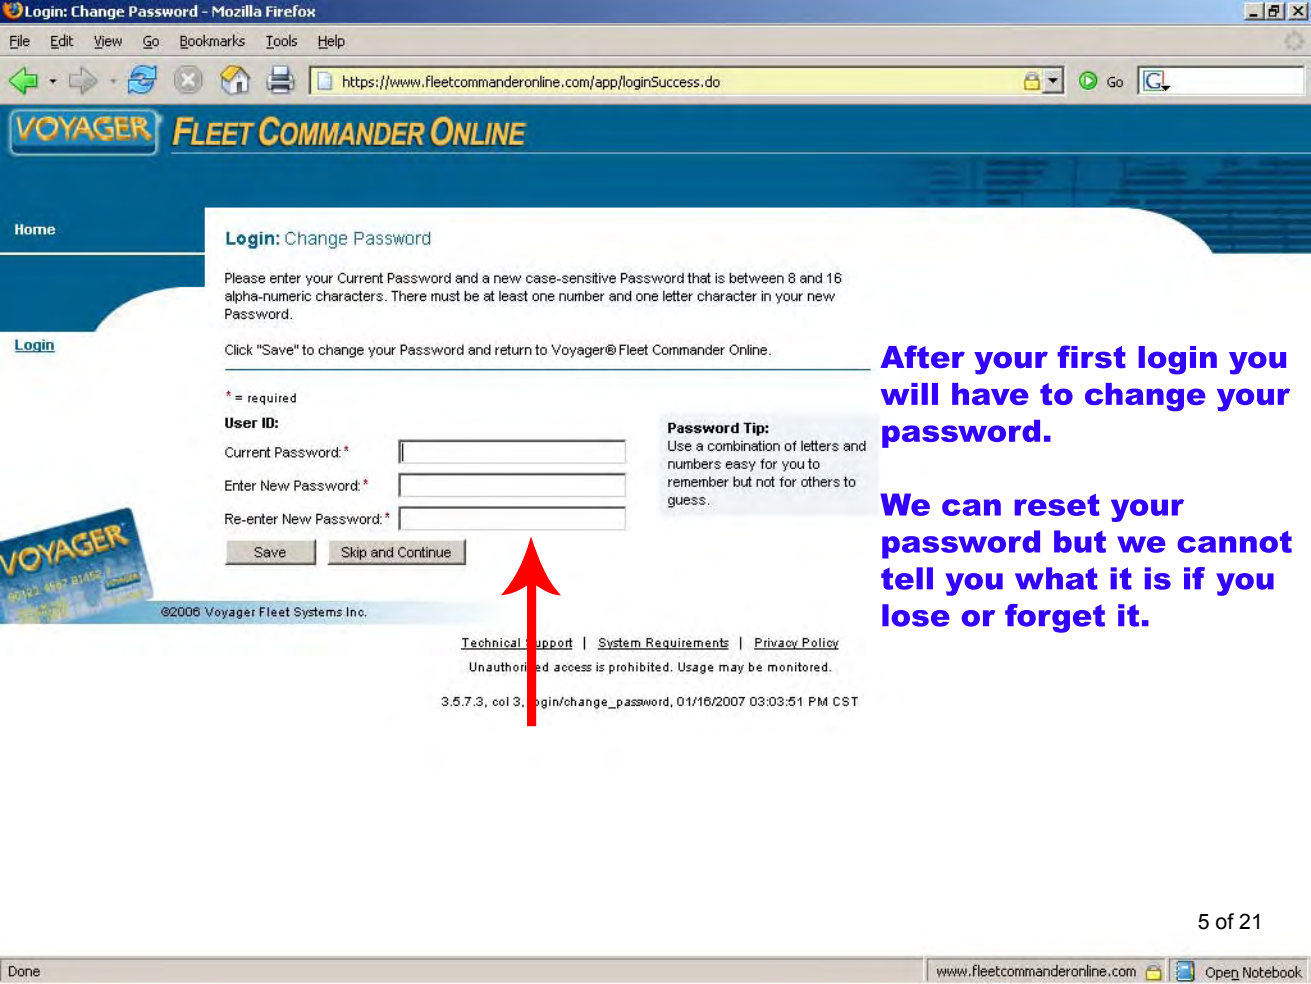 Login: Change Password - Mozilla Firefox
File Edit View Go Bookmarks Tools Help
https://www.fleetcommanderonline.com/app/loginSuccess.do
Go
G
VOYAGER FLEET COMMANDER ONLINE
Home
Login: Change Password
Please enter your Current Password and a new case-sensitive Password that is between 8 and 16
alpha-numeric characters. There must be at least one number and one letter character in your new
Password.
Login
Click "Save" to change your Password and return to Voyager® Fleet Commander Online.
* = required
User ID:
Current Password: *
Enter New Password: *
Re-enter New Password: *
Save Skip and Continue
Password Tip:
Use a combination of letters and
numbers easy for you to
remember but not for others to
guess.
After your first login you
will have to change your
password.
We can reset your
password but we cannot
tell you what it is if you
lose or forget it.
VOYAGER
©2006 Voyager Fleet Systems Inc.
Technical Support | System Requirements | Privacy Policy
Unauthorized access is prohibited. Usage may be monitored.
3.5.7.3, col 3, login/change_password, 01/16/2007 03:03:51 PM CST
5 of 21
Done
www.fleetcommanderonline.com
Open Notebook